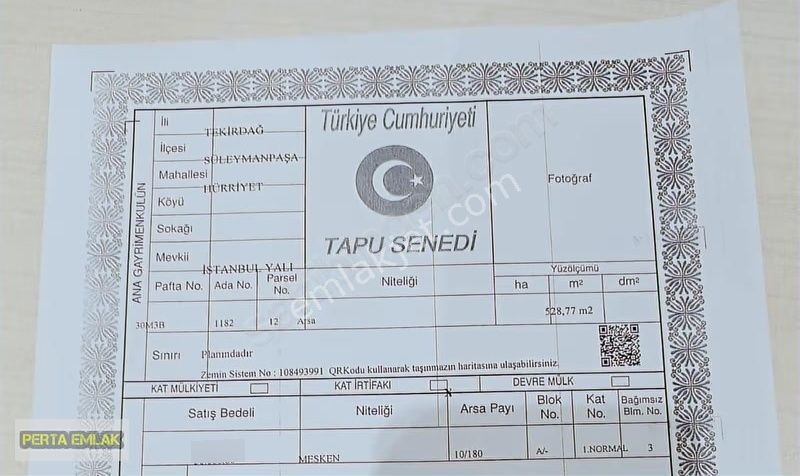 Türkiye Cumhuriyeti
TAPU SENEDİ
Fotoğraf
ANA GAYRİMENKULÜN
İli TEKİRDAĞ
İlçesi SÜLEYMANPAŞA
Mahallesi HÜRRİYET
Köyü
Sokağı
Mevkii İSTANBUL YALI
Pafta No. Ada No. Parsel No. Niteliği Yüzölçümü
ha m² dm²
30M3B 1182 12 Arsa 528,77 m2
Sınırı Planındadır
Zemin Sistem No : 108493991 QRKodu kullanarak taşınmazın haritasına ulaşabilirsiniz.
KAT MÜLKİYETİ KAT İRTİFAKI x DEVRE MÜLK
Satış Bedeli Niteliği Arsa Payı Blok No. Kat No. Bağımsız Blm. No.
MESKEN 10/180 A/- 1.NORMAL 3
PERTA EMLAK